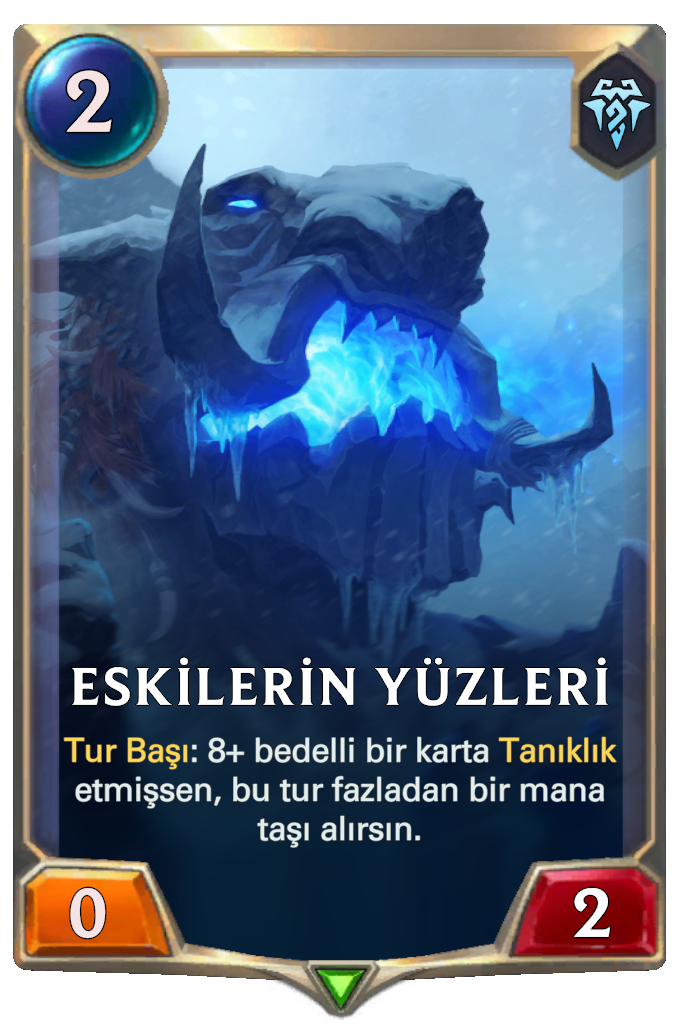 2
ESKİLERİN YÜZLERİ
Tur Başı: 8+ bedelli bir karta Tanıklık
etmişsen, bu tur fazladan bir mana
taşı alırsın.
0
2